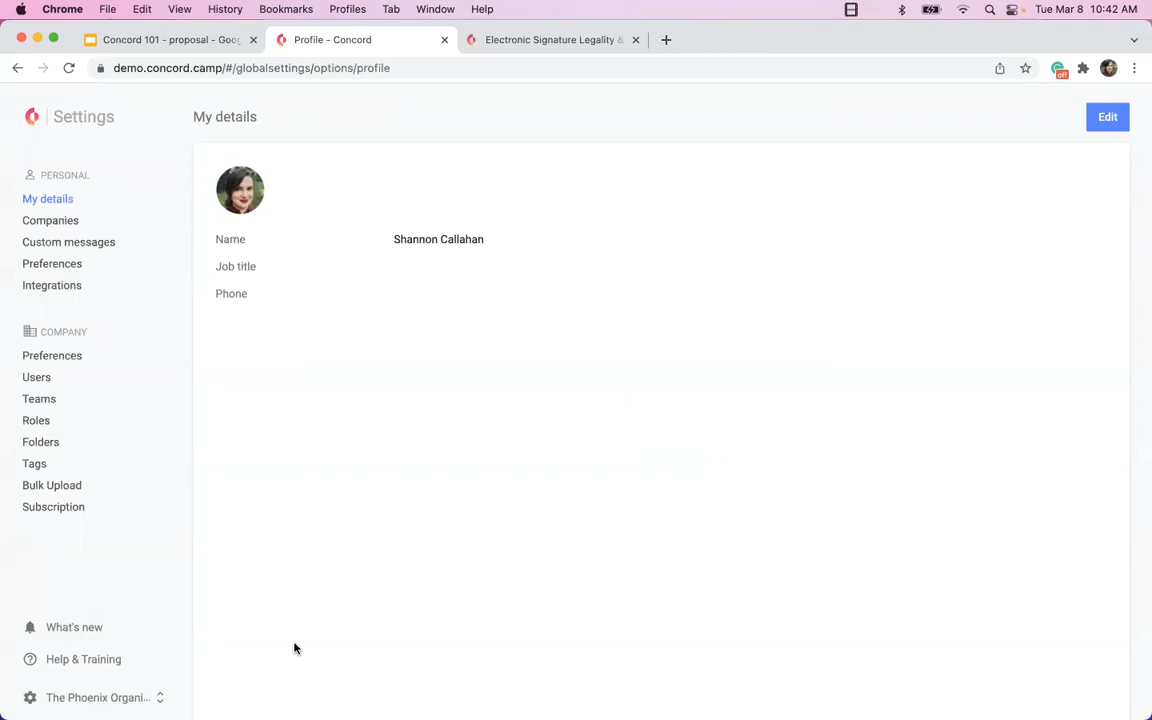 Chrome File Edit View History Bookmarks Profiles Tab Window Help Tue Mar 8 10:42 AM
Concord 101 - proposal - Goo
Profile - Concord
Electronic Signature Legality &
demo.concord.camp/#/globalsettings/options/profile
off
Settings
My details
Edit
PERSONAL
My details
Companies
Custom messages
Preferences
Integrations
COMPANY
Preferences
Users
Teams
Roles
Folders
Tags
Bulk Upload
Subscription
What's new
Help & Training
The Phoenix Organi...
Name Shannon Callahan
Job title
Phone